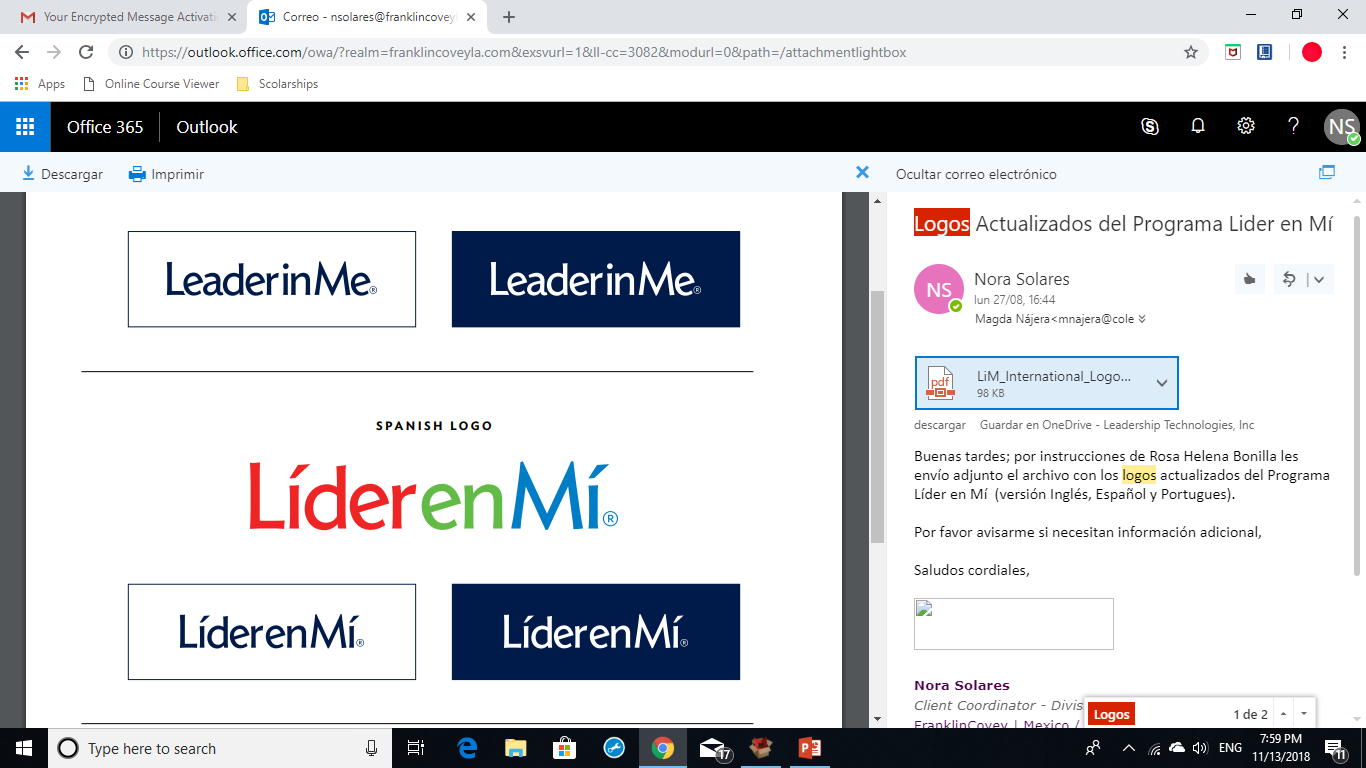 Your Encrypted Message Activati
Correo - nsolares@franklincovey
https://outlook.office.com/owa/?realm=franklincoveyla.com&exsvurl=1&ll-cc=3082&modurl=0&path=/attachmentlightbox
Apps
Online Course Viewer
Scolarships
Office 365
Outlook
NS
Descargar
Imprimir
Ocultar correo electrónico
LeaderinMe®
LeaderinMe®
SPANISH LOGO
LíderenMí®
LíderenMí®
LíderenMí®
Logos Actualizados del Programa Lider en Mí
NS
Nora Solares
lun 27/08, 16:44
Magda Nájera<mnajera@cole
pdf
LiM_International_Logo...
98 KB
descargar
Guardar en OneDrive - Leadership Technologies, Inc
Buenas tardes; por instrucciones de Rosa Helena Bonilla les
envío adjunto el archivo con los logos actualizados del Programa
Líder en Mí (versión Inglés, Español y Portugues).
Por favor avisarme si necesitan información adicional,
Saludos cordiales,
Nora Solares
Client Coordinator - Divis
FranklinCovey | Mexico /
Logos
1 de 2
Type here to search
17
ENG
7:59 PM
11/13/2018
11